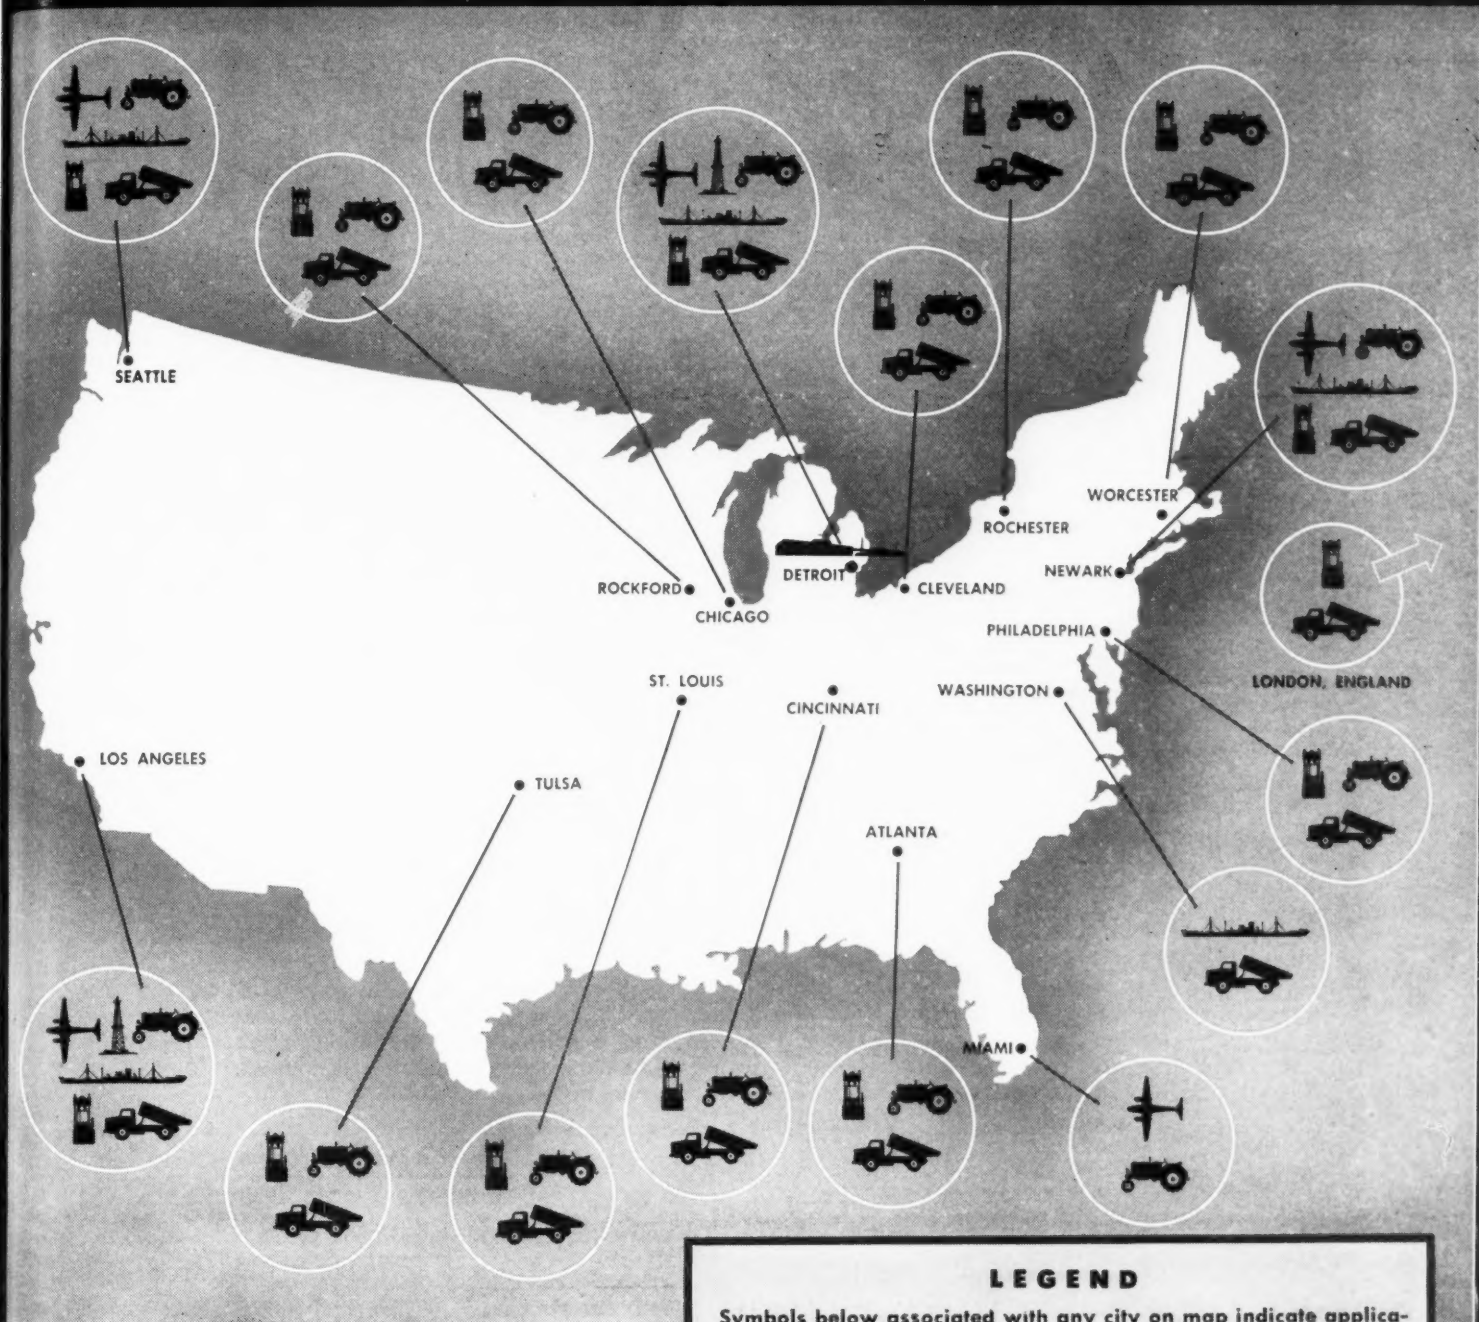 SEATTLE
WORCESTER
ROCHESTER
NEWARK
DETROIT
ROCKFORD
CLEVELAND
CHICAGO
PHILADELPHIA
LONDON, ENGLAND
ST. LOUIS
WASHINGTON
CINCINNATI
LOS ANGELES
TULSA
ATLANTA
MIAMI
LEGEND
Symbols below associated with any city on map indicate applica-